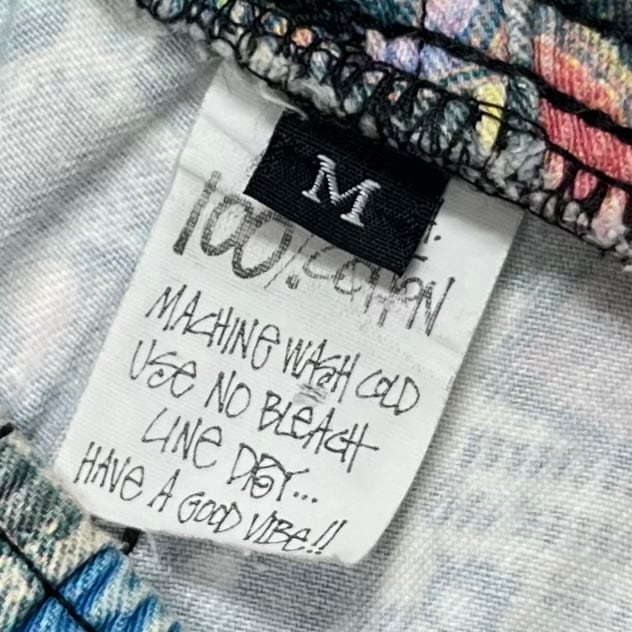 M
100% COTTON
MACHINE WASH COLD
USE NO BLEACH
LINE DRY...
HAVE A GOOD VIBE!!